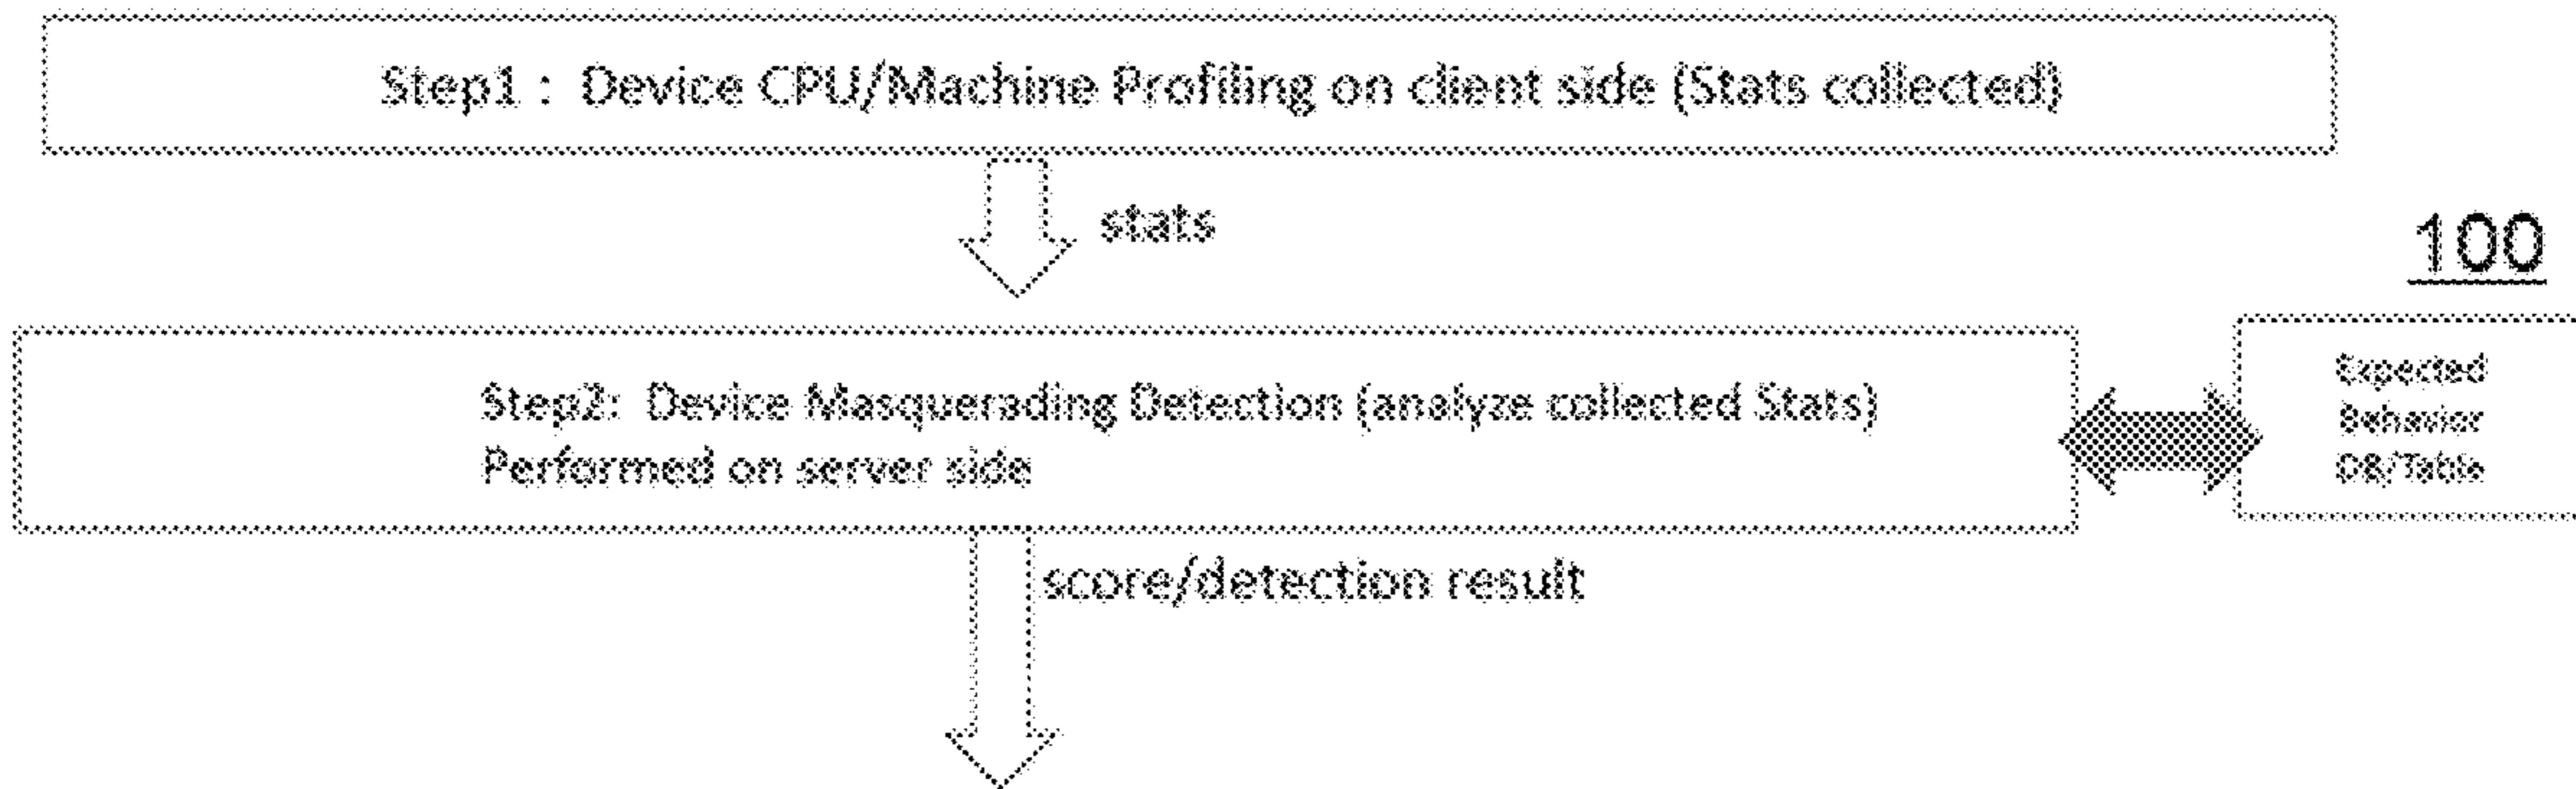 Step1 : Device CPU/Machine Profiling on client side (Stats collected)
stats
100
Step2: Device Masquerading Detection (analyze collected Stats)
Performed on server side
Expected
Behavior
DB/Table
score/detection result